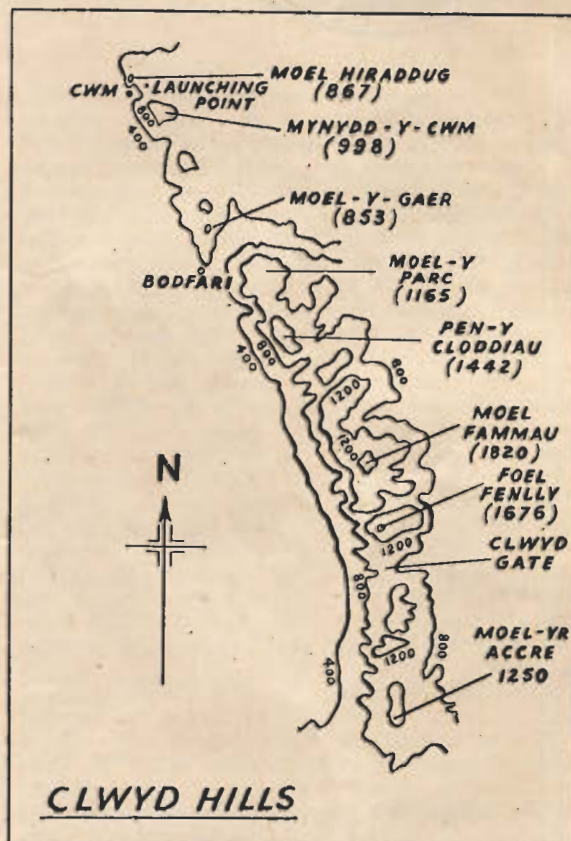 MOEL HIRADDUG
(867)
CWM
LAUNCHING
POINT
800
400
MYNYDD-Y-CWM
(998)
MOEL-Y-GAER
(853)
BODFARI
MOEL-Y
PARC
(1165)
PEN-Y
CLODDIAU
(1442)
400
800
800
1200
1200
MOEL
FAMMAU
(1820)
N
FOEL
FENLLY
(1676)
1200
CLWYD
GATE
800
MOEL-YR
ACCRE
1250
400
1200
800
CLWYD HILLS